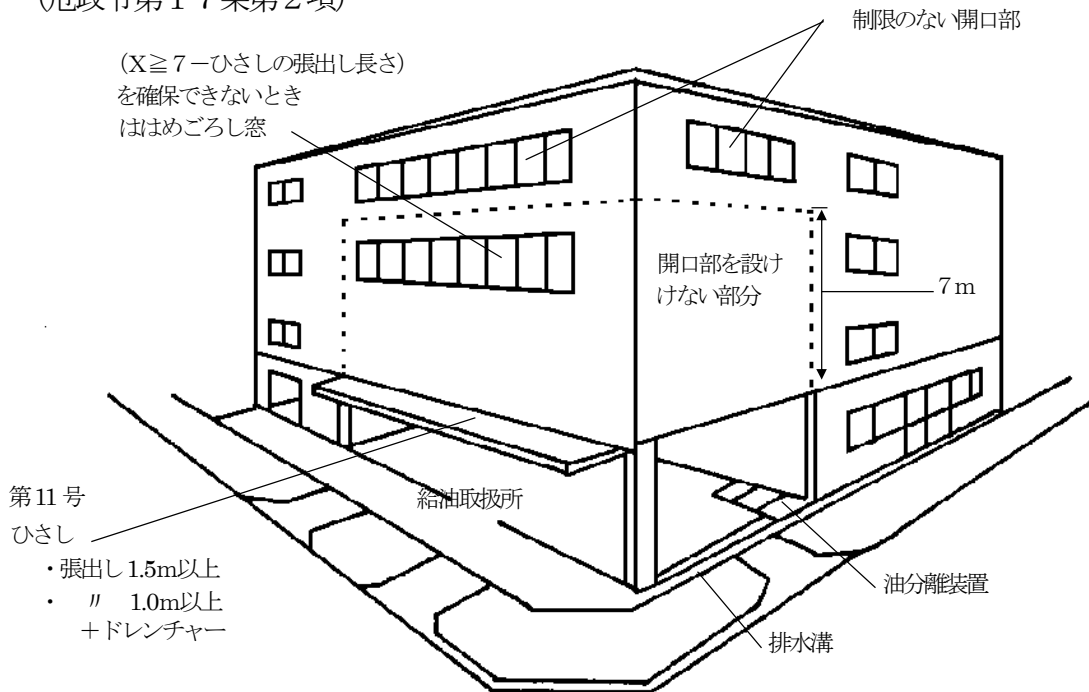 (危政令第17条第2項)
制限のない開口部
(X≧7－ひさしの張出し長さ)
を確保できないとき
ははめごろし窓
開口部を設け
けない部分
7m
第11号
ひさし
・張出し1.5m以上
・ 〃 1.0m以上
＋ドレンチャー
給油取扱所
油分離装置
排水溝